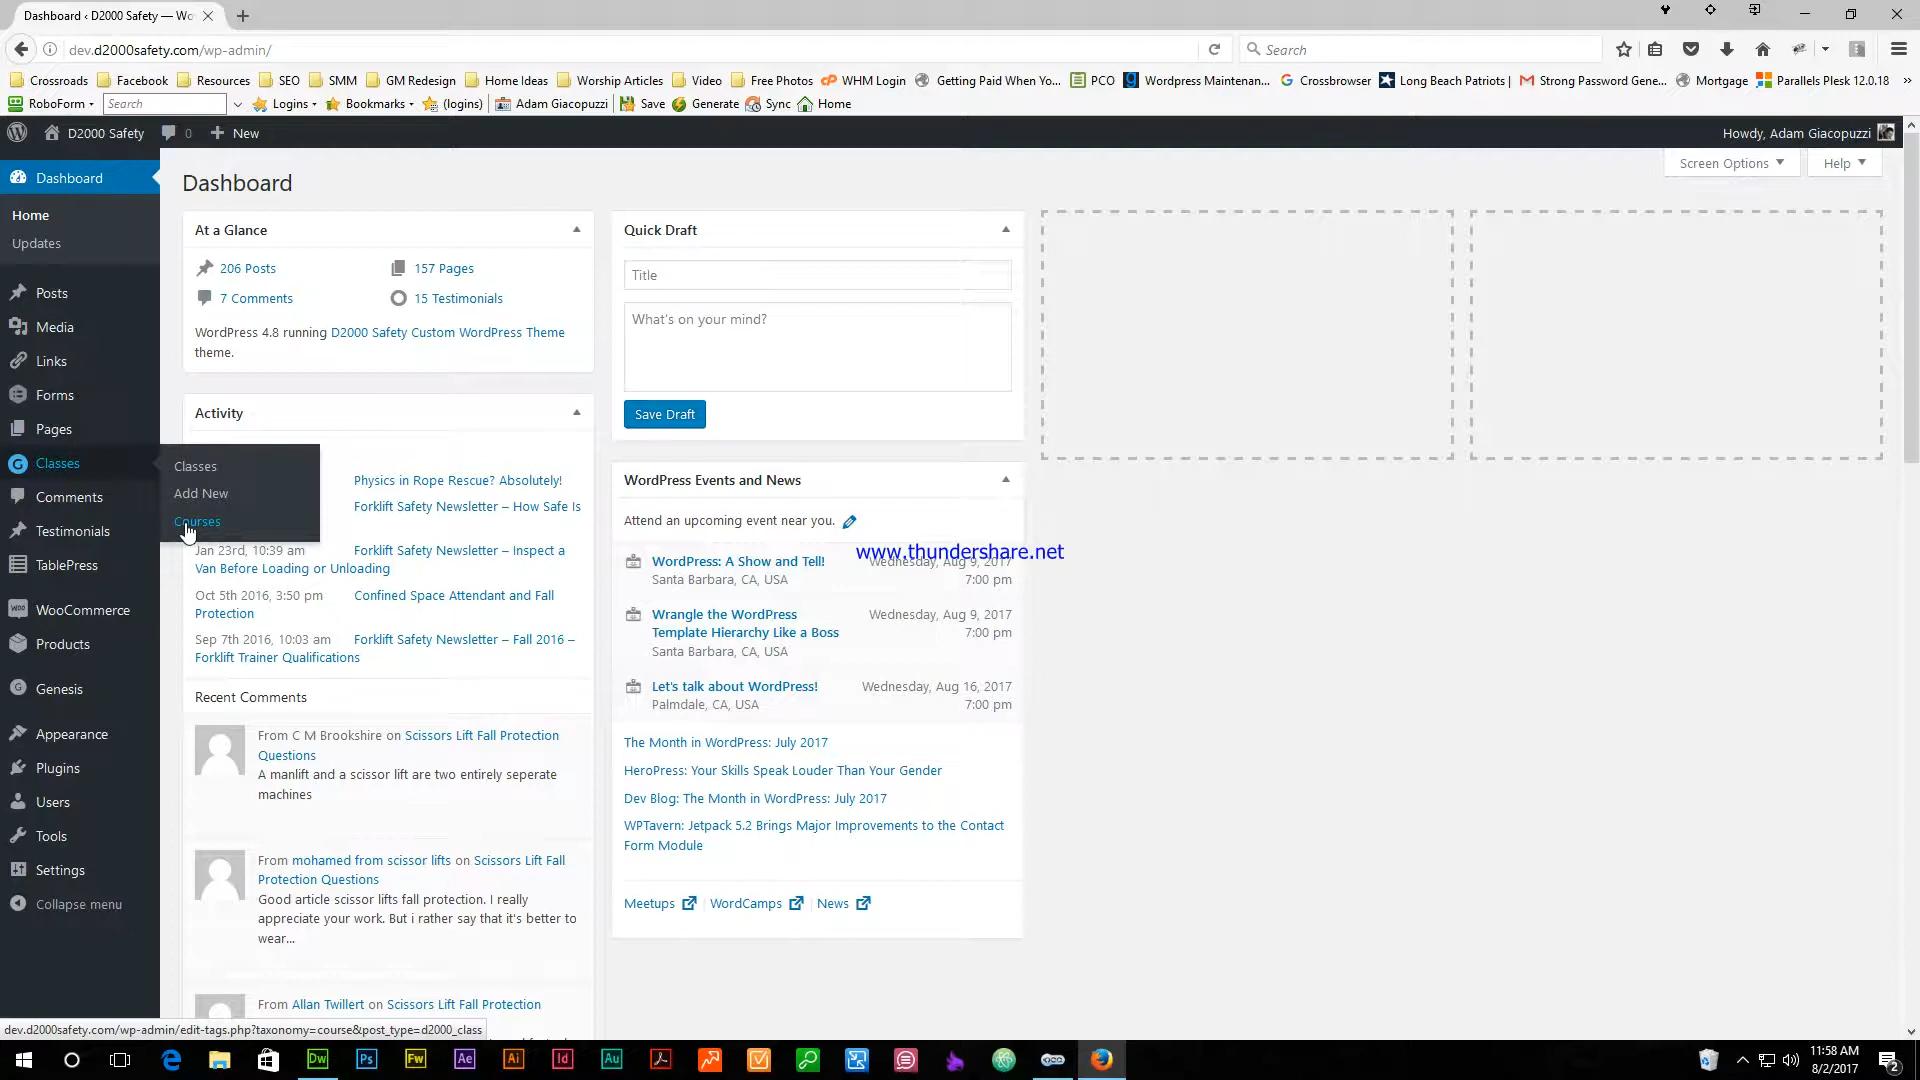 Dashboard ‹ D2000 Safety — Wo
dev.d2000safety.com/wp-admin/
Search
Crossroads Facebook Resources SEO SMM GM Redesign Home Ideas Worship Articles Video Free Photos WHM Login Getting Paid When Yo... PCO Wordpress Maintenan... Crossbrowser Long Beach Patriots | Strong Password Gene... Mortgage Parallels Plesk 12.0.18 »
RoboForm Search Logins Bookmarks (logins) Adam Giacopuzzi Save Generate Sync Home
D2000 Safety 0 New Howdy, Adam Giacopuzzi
Screen Options Help
Dashboard
Home
Updates
Posts
Media
Links
Forms
Pages
Classes
Comments
Testimonials
TablePress
WooCommerce
Products
Genesis
Appearance
Plugins
Users
Tools
Settings
Collapse menu
Classes
Add New
Courses
Dashboard
At a Glance
206 Posts 157 Pages
7 Comments 15 Testimonials
WordPress 4.8 running D2000 Safety Custom WordPress Theme
theme.
Activity
Physics in Rope Rescue? Absolutely!
Forklift Safety Newsletter – How Safe Is
Jan 23rd, 10:39 am Forklift Safety Newsletter – Inspect a
Van Before Loading or Unloading
Oct 5th 2016, 3:50 pm Confined Space Attendant and Fall
Protection
Sep 7th 2016, 10:03 am Forklift Safety Newsletter – Fall 2016 –
Forklift Trainer Qualifications
Recent Comments
From C M Brookshire on Scissors Lift Fall Protection
Questions
A manlift and a scissor lift are two entirely seperate
machines
From mohamed from scissor lifts on Scissors Lift Fall
Protection Questions
Good article scissor lifts fall protection. I really
appreciate your work. But i rather say that it's better to
wear...
From Allan Twillert on Scissors Lift Fall Protection
Quick Draft
Title
What's on your mind?
Save Draft
WordPress Events and News
Attend an upcoming event near you.
www.thundershare.net
WordPress: A Show and Tell! Wednesday, Aug 9, 2017
Santa Barbara, CA, USA 7:00 pm
Wrangle the WordPress Wednesday, Aug 9, 2017
Template Hierarchy Like a Boss 7:00 pm
Santa Barbara, CA, USA
Let's talk about WordPress! Wednesday, Aug 16, 2017
Palmdale, CA, USA 7:00 pm
The Month in WordPress: July 2017
HeroPress: Your Skills Speak Louder Than Your Gender
Dev Blog: The Month in WordPress: July 2017
WPTavern: Jetpack 5.2 Brings Major Improvements to the Contact
Form Module
Meetups WordCamps News
dev.d2000safety.com/wp-admin/edit-tags.php?taxonomy=course&post_type=d2000_class
Dw Ps Fw Ae Ai Id Au
11:58 AM
8/2/2017
2